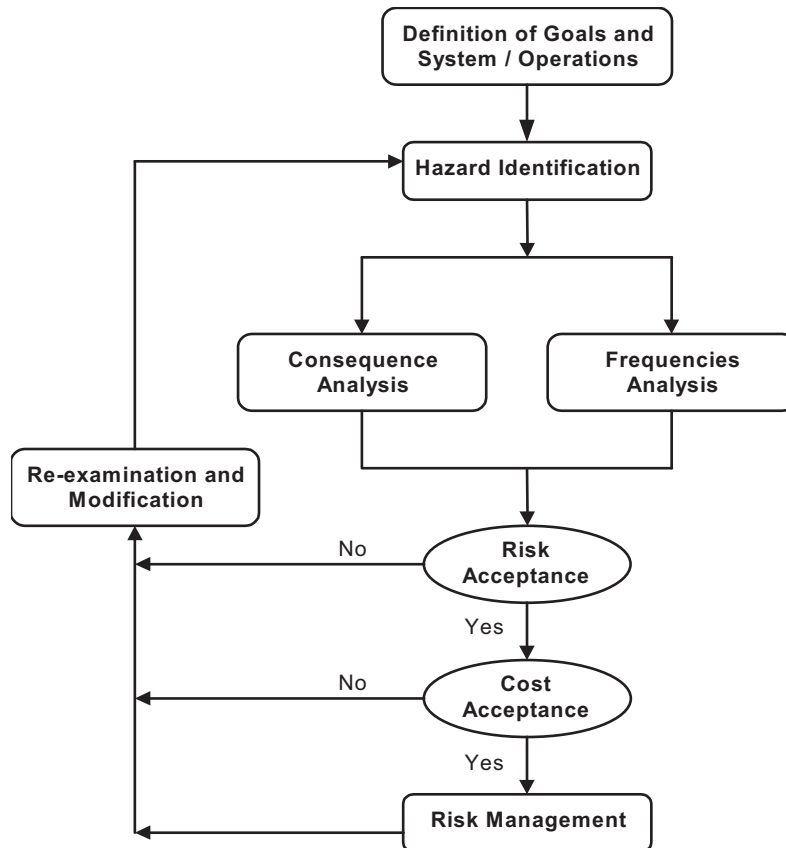 Definition of Goals and
System / Operations
Hazard Identification
Consequence
Analysis
Frequencies
Analysis
Re-examination and
Modification
No
Risk
Acceptance
Yes
No
Cost
Acceptance
Yes
Risk Management